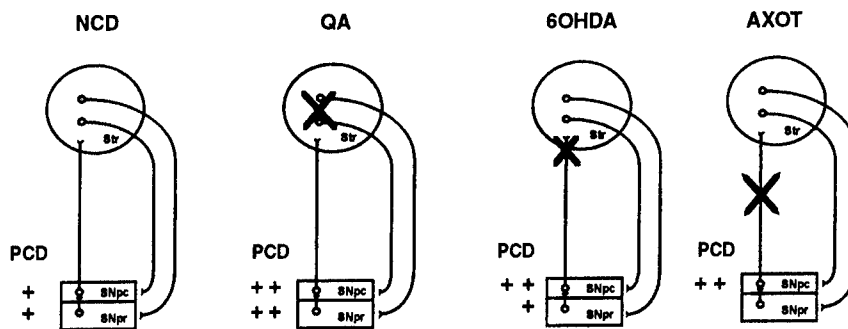 NCD QA 6OHDA AXOT
Str Str Str Str
PCD PCD PCD PCD
+ SNpc + + SNpc + + SNpc + + SNpc
+ SNpr + + SNpr + SNpr SNpr